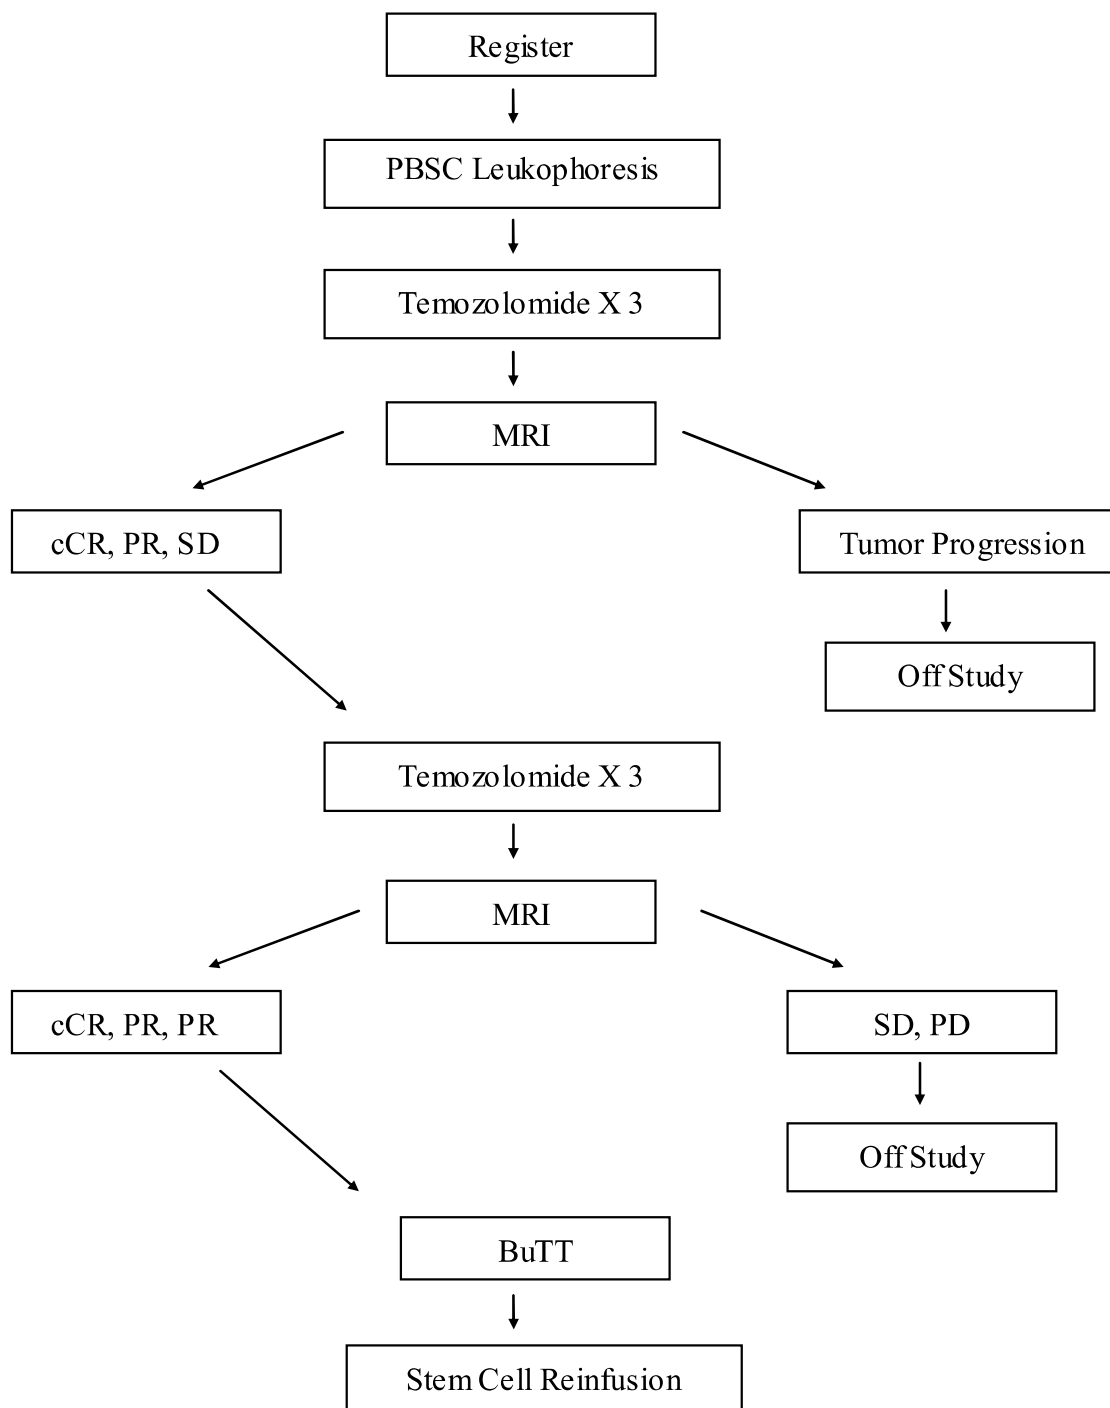 Register
PBSC Leukophoresis
Temozolomide X 3
MRI
cCR, PR, SD
Tumor Progression
Off Study
Temozolomide X 3
MRI
cCR, PR, PR
SD, PD
Off Study
BuTT
Stem Cell Reinfusion